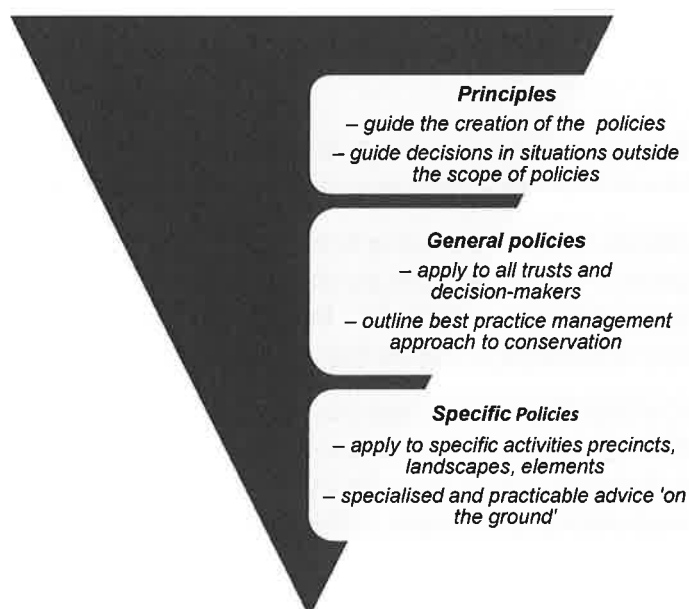 Principles
– guide the creation of the policies
– guide decisions in situations outside
the scope of policies
General policies
– apply to all trusts and
decision-makers
– outline best practice management
approach to conservation
Specific Policies
– apply to specific activities precincts,
landscapes, elements
– specialised and practicable advice 'on
the ground'